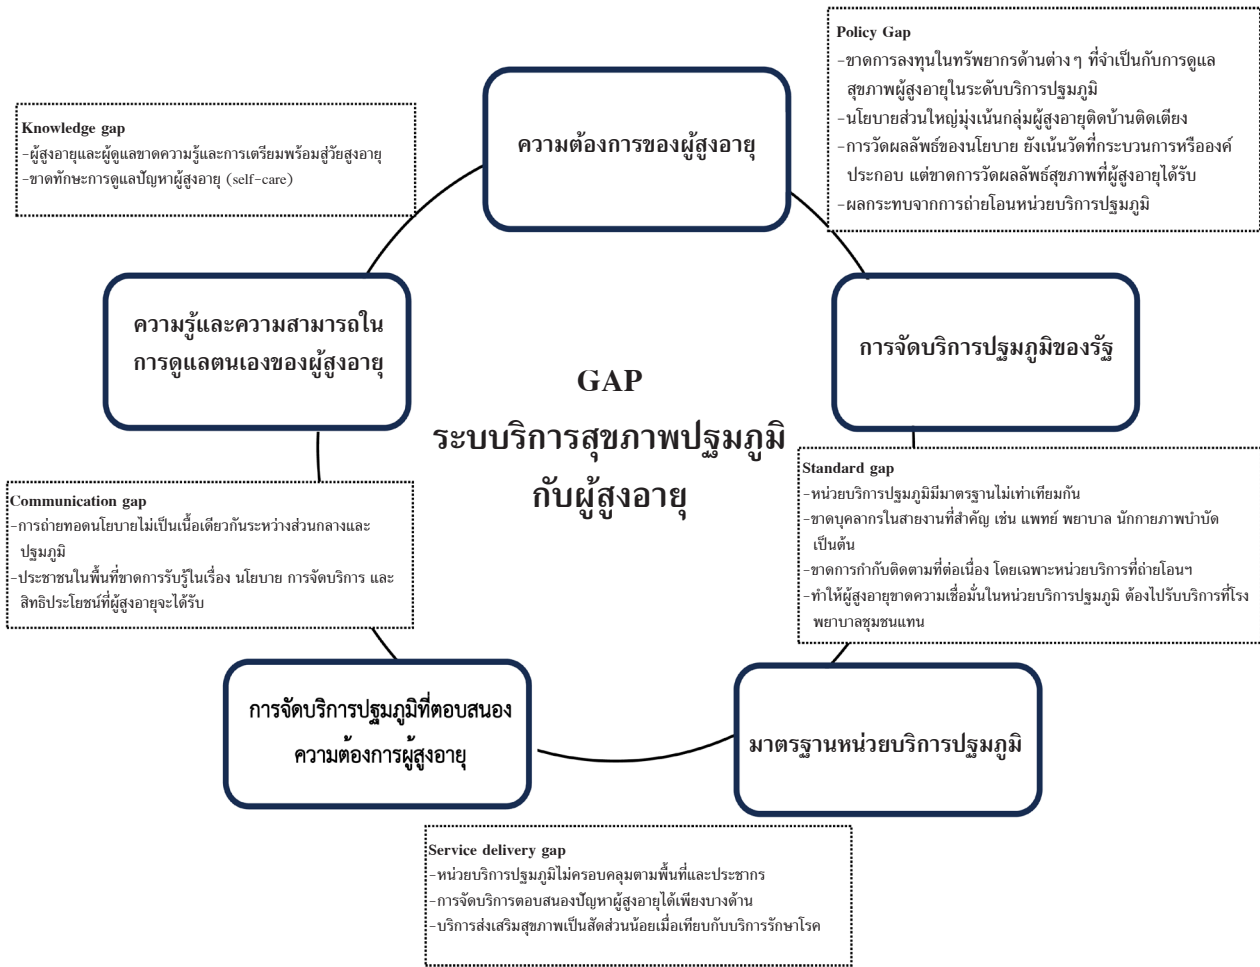 Policy Gap
-ขาดการลงทุนในทรัพยากรด้านต่าง ๆ ที่จำเป็นกับการดูแล
สุขภาพผู้สูงอายุในระดับบริการปฐมภูมิ
-นโยบายส่วนใหญ่มุ่งเน้นกลุ่มผู้สูงอายุติดบ้านติดเตียง
-การวัดผลลัพธ์ของนโยบาย ยังเน้นวัดที่กระบวนการหรือองค์
ประกอบ แต่ขาดการวัดผลลัพธ์สุขภาพที่ผู้สูงอายุได้รับ
-ผลกระทบจากการถ่ายโอนหน่วยบริการปฐมภูมิ
ความต้องการของผู้สูงอายุ
Knowledge gap
-ผู้สูงอายุและผู้ดูแลขาดความรู้และการเตรียมพร้อมสู่วัยสูงอายุ
-ขาดทักษะการดูแลปัญหาผู้สูงอายุ (self-care)
ความรู้และความสามารถใน
การดูแลตนเองของผู้สูงอายุ
การจัดบริการปฐมภูมิของรัฐ
GAP
ระบบริการสุขภาพปฐมภูมิ
กับผู้สูงอายุ
Standard gap
-หน่วยบริการปฐมภูมิมีมาตรฐานไม่เท่าเทียมกัน
-ขาดบุคลากรในสายงานที่สำคัญ เช่น แพทย์ พยาบาล นักกายภาพบำบัด
เป็นต้น
-ขาดการกำกับติดตามที่ต่อเนื่อง โดยเฉพาะหน่วยบริการที่ถ่ายโอนฯ
-ทำให้ผู้สูงอายุขาดความเชื่อมั่นในหน่วยบริการปฐมภูมิ ต้องไปรับบริการที่โรง
พยาบาลชุมชนแทน
Communication gap
-การถ่ายทอดนโยบายไม่เป็นเนื้อเดียวกันระหว่างส่วนกลางและ
ปฐมภูมิ
-ประชาชนในพื้นที่ขาดการรับรู้ในเรื่อง นโยบาย การจัดบริการ และ
สิทธิประโยชน์ที่ผู้สูงอายุจะได้รับ
การจัดบริการปฐมภูมิที่ตอบสนอง
ความต้องการผู้สูงอายุ
มาตรฐานหน่วยบริการปฐมภูมิ
Service delivery gap
-หน่วยบริการปฐมภูมิไม่ครอบคลุมตามพื้นที่และประชากร
-การจัดบริการตอบสนองปัญหาผู้สูงอายุได้เพียงบางด้าน
-บริการส่งเสริมสุขภาพเป็นสัดส่วนน้อยเมื่อเทียบกับบริการรักษาโรค